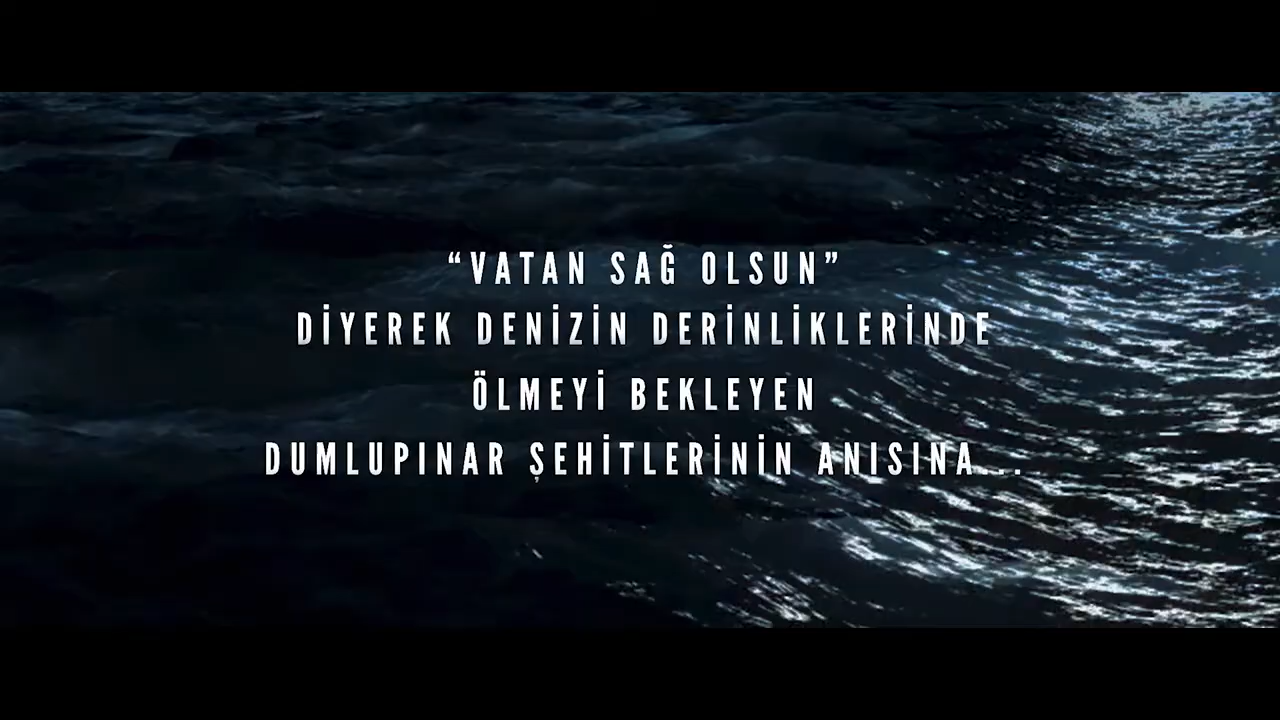 “VATAN SAĞ OLSUN”
DİYEREK DENİZİN DERİNLİKLERİNDE
ÖLMEYİ BEKLEYEN
DUMLUPINAR ŞEHİTLERİNİN ANISINA...